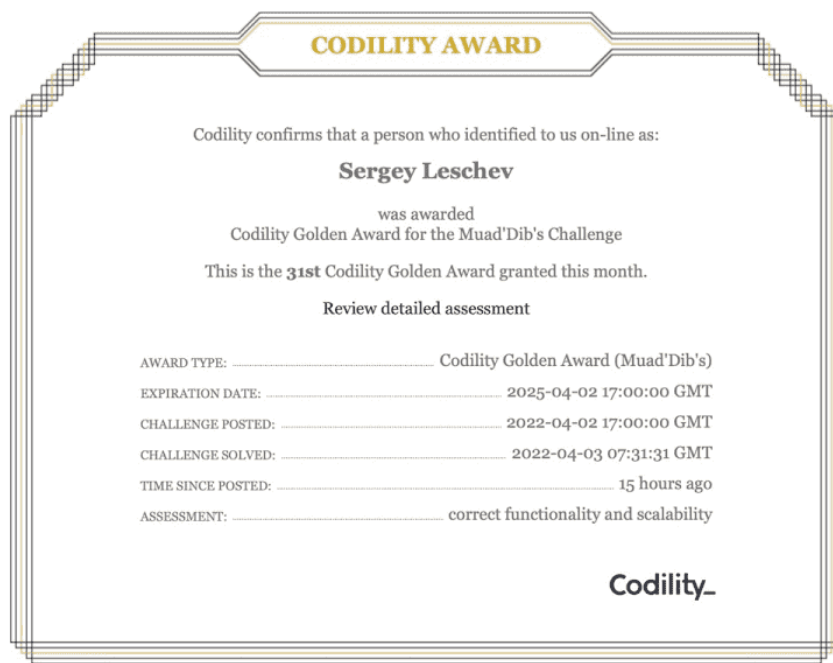 CODILITY AWARD
Codility confirms that a person who identified to us on-line as:
Sergey Leschev
was awarded
Codility Golden Award for the Muad'Dib's Challenge
This is the 31st Codility Golden Award granted this month.
Review detailed assessment
AWARD TYPE: Codility Golden Award (Muad'Dib's)
EXPIRATION DATE: 2025-04-02 17:00:00 GMT
CHALLENGE POSTED: 2022-04-02 17:00:00 GMT
CHALLENGE SOLVED: 2022-04-03 07:31:31 GMT
TIME SINCE POSTED: 15 hours ago
ASSESSMENT: correct functionality and scalability
Codility_